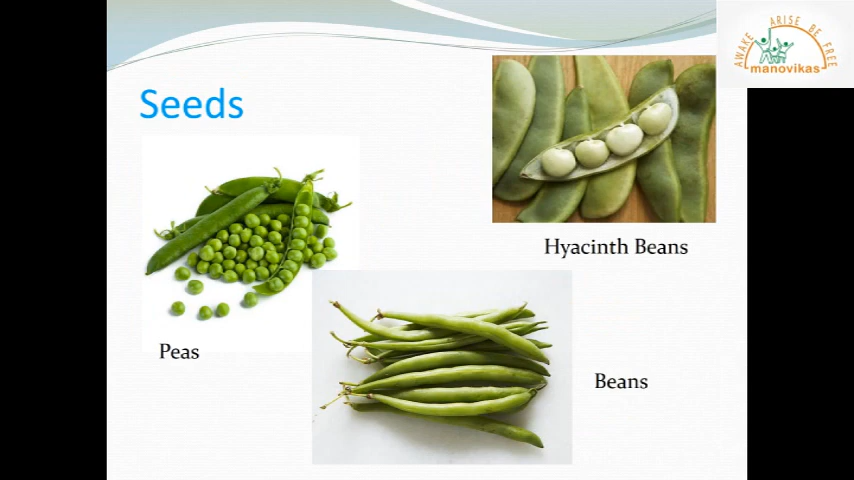 AWAKE ARISE BE FREE
manovikas
Seeds
Hyacinth Beans
Peas
Beans